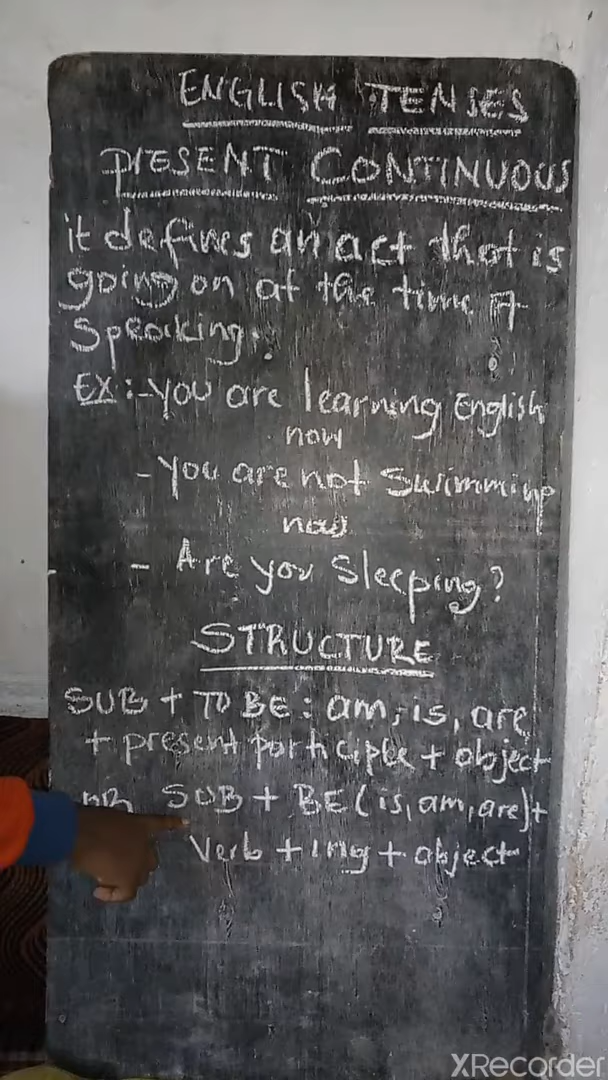 ENGLISH TENSES
PRESENT CONTINUOUS
it defines an act that is
going on at the time of
Speaking.
EX:-you are learning English
now
- You are not Swimming
now
- Are you Sleeping?
STRUCTURE
SUB + TO BE: am, is, are
+ present participle + object
OR SUB + BE (is, am, are) +
Verb + ing + object
XRecorder